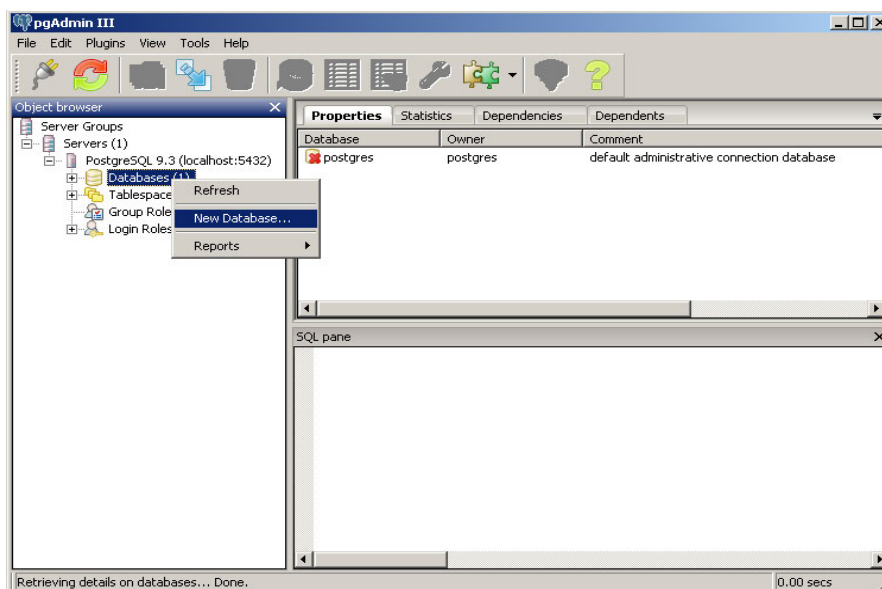 pgAdmin III
File Edit Plugins View Tools Help
Object browser
Server Groups
Servers (1)
PostgreSQL 9.3 (localhost:5432)
Databases (1)
Tablespace
Group Role
Login Roles
Refresh
New Database...
Reports
Properties Statistics Dependencies Dependents
Database Owner Comment
postgres postgres default administrative connection database
SQL pane
Retrieving details on databases... Done.
0.00 secs